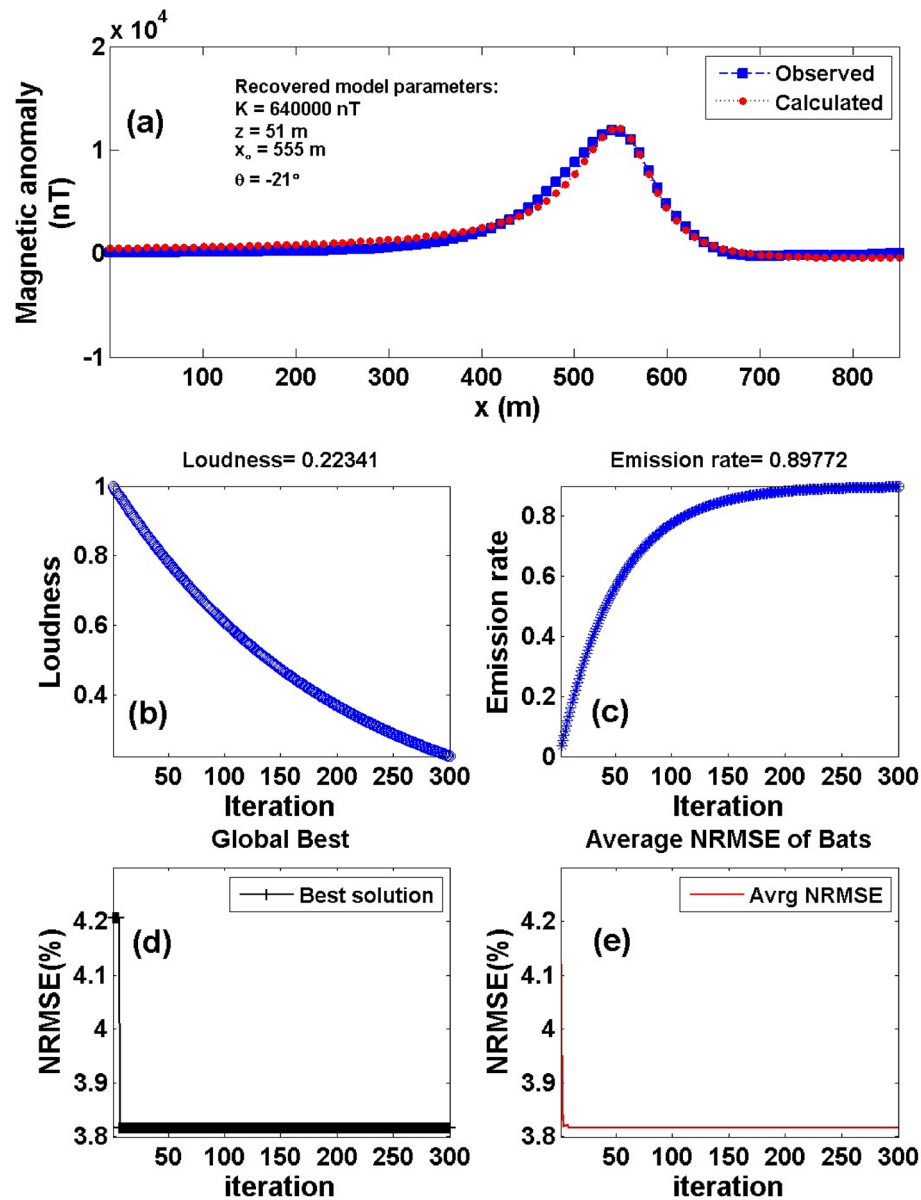 x 10⁴
2
1
0
-1
Magnetic anomaly
(nT)
(a)
Recovered model parameters:
K = 640000 nT
z = 51 m
xₒ = 555 m
θ = -21°
Observed
Calculated
100 200 300 400 500 600 700 800
x (m)
Loudness= 0.22341
1
0.8
0.6
0.4
Loudness
(b)
50 100 150 200 250 300
Iteration
Emission rate= 0.89772
0.8
0.6
0.4
0.2
0
Emission rate
(c)
50 100 150 200 250 300
Iteration
Global Best
Best solution
4.2
4.1
4
3.9
3.8
NRMSE(%)
(d)
50 100 150 200 250 300
iteration
Average NRMSE of Bats
Avrg NRMSE
4.2
4.1
4
3.9
3.8
NRMSE(%)
(e)
50 100 150 200 250 300
iteration